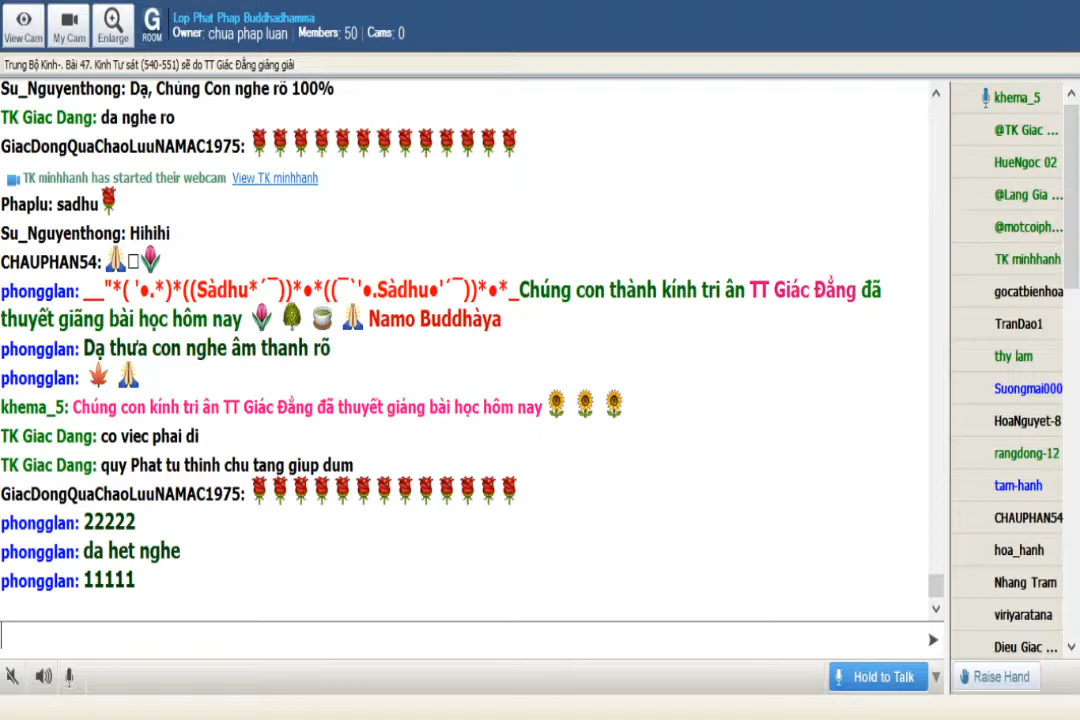 Lop Phat Phap Buddhadhamma
View Cam My Cam Enlarge G ROOM Owner: chua phap luan Members: 50 Cams: 0
Trung Bộ Kinh-. Bài 47. Kinh Tư sát (540-551) sẽ do TT Giác Đẳng giảng giải
Su_Nguyenthong: Dạ, Chúng Con nghe rõ 100%
TK Giac Dang: da nghe ro
GiacDongQuaChaoLuuNAMAC1975:
TK minhhanh has started their webcam View TK minhhanh
Phaplu: sadhu
Su_Nguyenthong: Hihihi
CHAUPHAN54:
phongglan: __"*( '●.*)*((Sàdhu*´¯))*●*((¯`'●.Sàdhu●'´¯))*●*_Chúng con thành kính tri ân TT Giác Đẳng đã
thuyết giãng bài học hôm nay Namo Buddhàya
phongglan: Dạ thưa con nghe âm thanh rõ
phongglan:
khema_5: Chúng con kính tri ân TT Giác Đẳng đã thuyết giảng bài học hôm nay
TK Giac Dang: co viec phai di
TK Giac Dang: quy Phat tu thinh chu tang giup dum
GiacDongQuaChaoLuuNAMAC1975:
phongglan: 22222
phongglan: da het nghe
phongglan: 11111
khema_5
@TK Giac ...
HueNgoc 02
@Lang Gia ...
@motcoiph...
TK minhhanh
gocatbienhoa
TranDao1
thy lam
Suongmai000
HoaNguyet-8
rangdong-12
tam-hanh
CHAUPHAN54
hoa_hanh
Nhang Tram
viriyaratana
Dieu Giac ...
Hold to Talk
Raise Hand